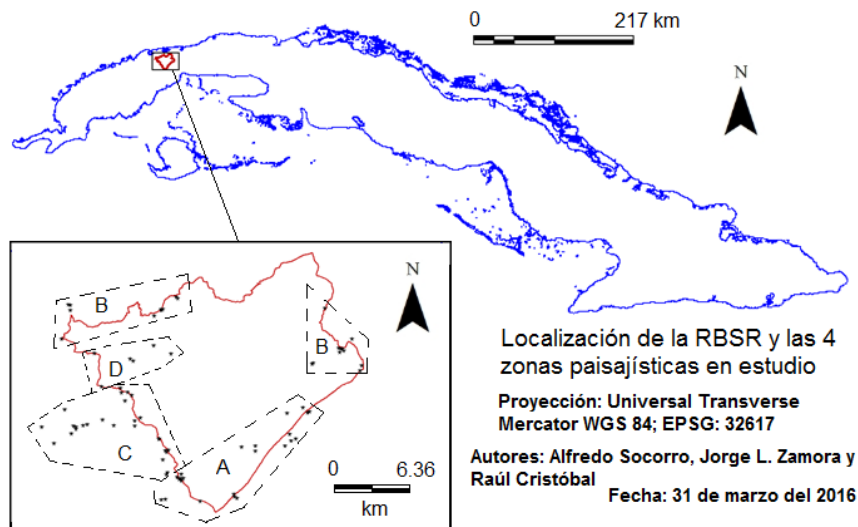 0 217 km
N
N
B
B
D
C
A
0 6.36
km
Localización de la RBSR y las 4
zonas paisajísticas en estudio
Proyección: Universal Transverse
Mercator WGS 84; EPSG: 32617
Autores: Alfredo Socorro, Jorge L. Zamora y
Raúl Cristóbal
Fecha: 31 de marzo del 2016